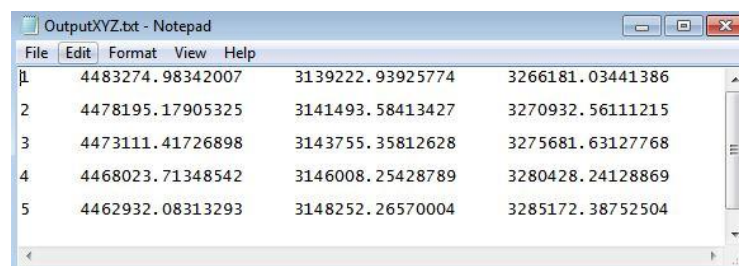 OutputXYZ.txt - Notepad
File Edit Format View Help
1 4483274.98342007 3139222.93925774 3266181.03441386
2 4478195.17905325 3141493.58413427 3270932.56111215
3 4473111.41726898 3143755.35812628 3275681.63127768
4 4468023.71348542 3146008.25428789 3280428.24128869
5 4462932.08313293 3148252.26570004 3285172.38752504